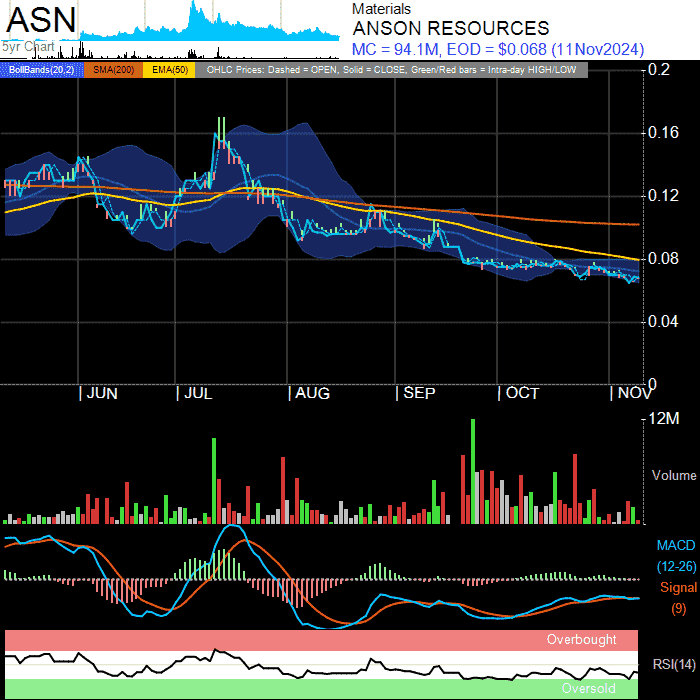 ASN
5yr Chart
Materials
ANSON RESOURCES
MC = 94.1M, EOD = $0.068 (11Nov2024)
BollBands(20,2) SMA(200) EMA(50) OHLC Prices: Dashed = OPEN, Solid = CLOSE, Green/Red bars = Intra-day HIGH/LOW
0.2
0.16
0.12
0.08
0.04
0
JUN JUL AUG SEP OCT NOV
12M
Volume
MACD
(12-26)
Signal
(9)
Overbought
RSI(14)
Oversold